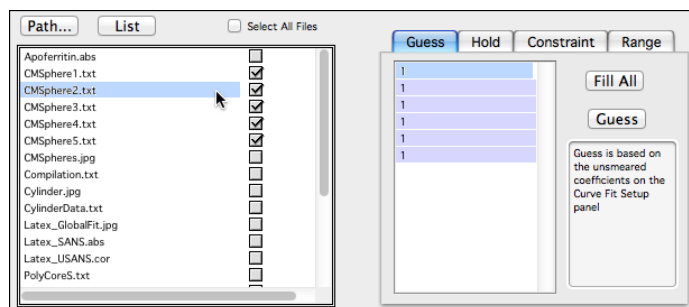 Path...
List
Select All Files
Apoferritin.abs
CMSphere1.txt
CMSphere2.txt
CMSphere3.txt
CMSphere4.txt
CMSphere5.txt
CMSpheres.jpg
Compilation.txt
Cylinder.jpg
CylinderData.txt
Latex_GlobalFit.jpg
Latex_SANS.abs
Latex_USANS.cor
PolyCoreS.txt
Guess
Hold
Constraint
Range
1
1
1
1
1
1
Fill All
Guess
Guess is based on
the unsmeared
coefficients on the
Curve Fit Setup
panel